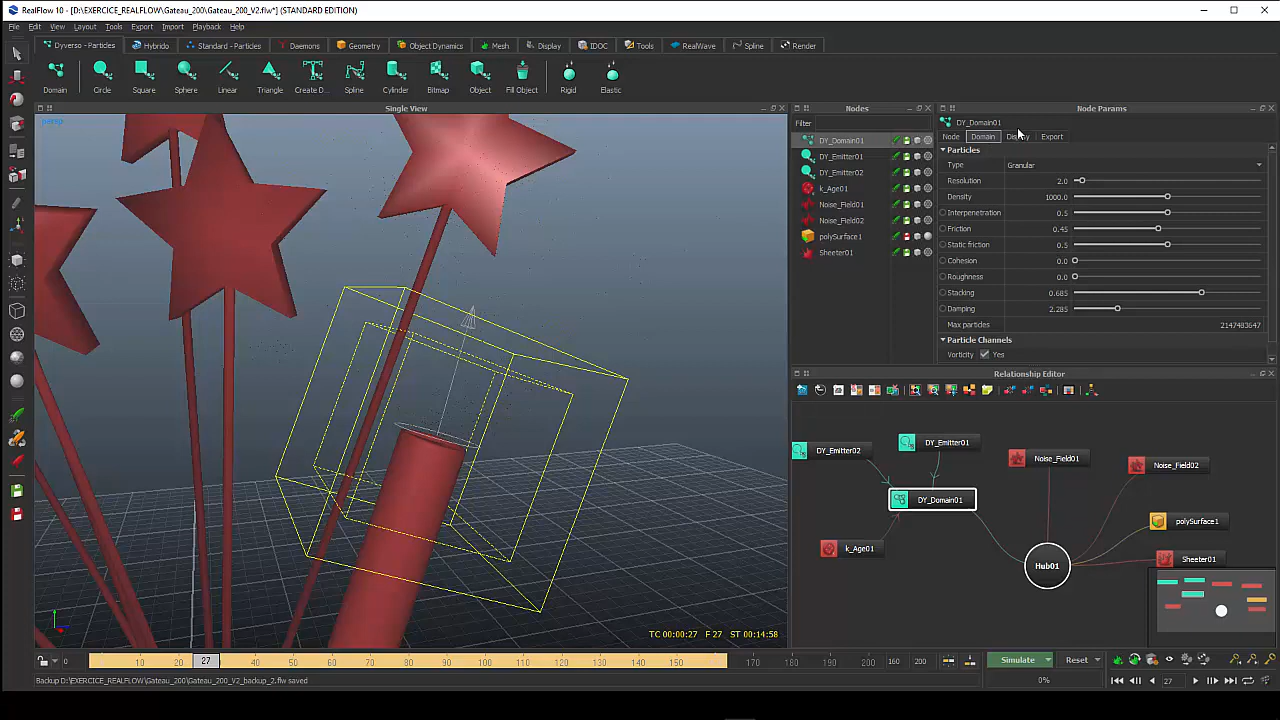 RealFlow 10 - [D:\EXERCICE_REALFLOW\Gateau_200\Gateau_200_V2.flw*] (STANDARD EDITION)
File Edit View Layout Tools Export Import Playback Help
Dyverso - Particles Hybrido Standard - Particles Daemons Geometry Object Dynamics Mesh Display IDOC Tools RealWave Spline Render
Domain Circle Square Sphere Linear Triangle Create D... Spline Cylinder Bitmap Object Fill Object Rigid Elastic
Single View
persp
TC 00:00:27 F 27 ST 00:14:58
Nodes
Filter
DY_Domain01
DY_Emitter01
DY_Emitter02
k_Age01
Noise_Field01
Noise_Field02
polySurface1
Sheeter01
Node Params
DY_Domain01
Node Domain Display Export
Particles
Type Granular
Resolution 2.0
Density 1000.0
Interpenetration 0.5
Friction 0.45
Static friction 0.5
Cohesion 0.0
Roughness 0.0
Stacking 0.685
Damping 2.285
Max particles 2147483647
Particle Channels
Vorticity Yes
Relationship Editor
DY_Emitter02
DY_Emitter01
Noise_Field01
Noise_Field02
DY_Domain01
polySurface1
k_Age01
Hub01
Sheeter01
0 10 20 27 40 50 60 70 80 90 100 110 120 130 140 150 170 180 190 160 200
Simulate Reset
Backup D:\EXERCICE_REALFLOW\Gateau_200\Gateau_200_V2_backup_2.flw saved
0%
27